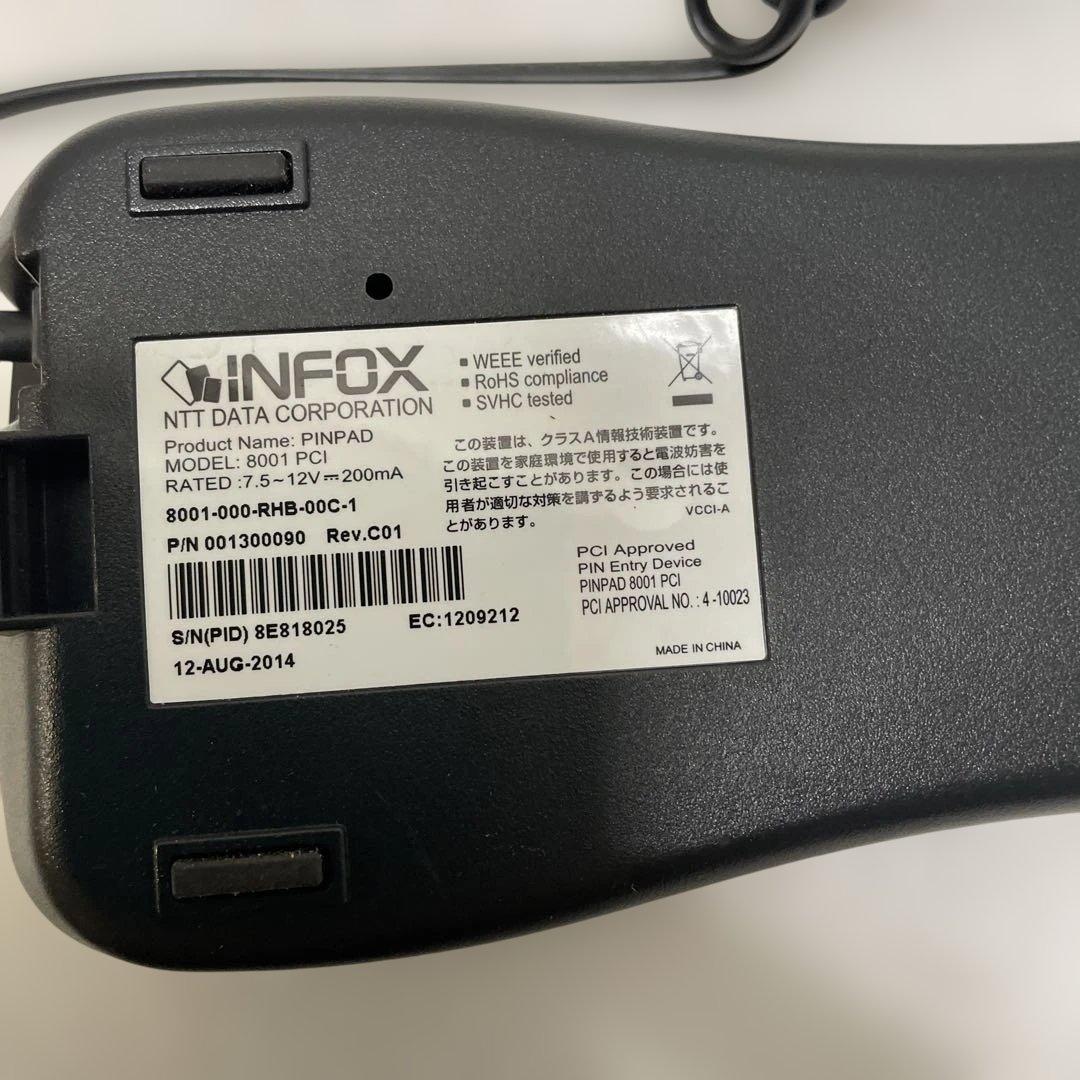 INFOX
NTT DATA CORPORATION
Product Name: PINPAD
MODEL: 8001 PCI
RATED :7.5~12V⎓200mA
8001-000-RHB-00C-1
P/N 001300090 Rev.C01
S/N(PID) 8E818025 EC:1209212
12-AUG-2014
▪ WEEE verified
▪ RoHS compliance
▪ SVHC tested
この装置は、クラスA情報技術装置です。
この装置を家庭環境で使用すると電波妨害を
引き起こすことがあります。この場合には使
用者が適切な対策を講ずるよう要求されるこ
とがあります。
VCCI-A
PCI Approved
PIN Entry Device
PINPAD 8001 PCI
PCI APPROVAL NO. : 4 -10023
MADE IN CHINA